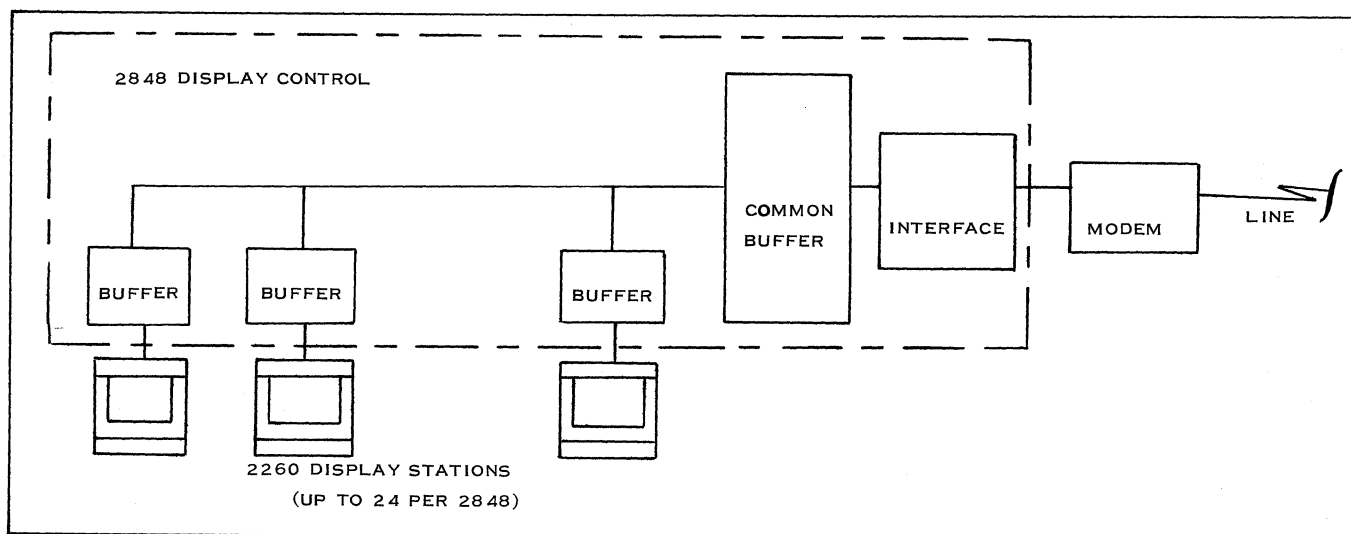 2848 DISPLAY CONTROL
COMMON
BUFFER
INTERFACE
MODEM
LINE
BUFFER
BUFFER
BUFFER
2260 DISPLAY STATIONS
(UP TO 24 PER 2848)